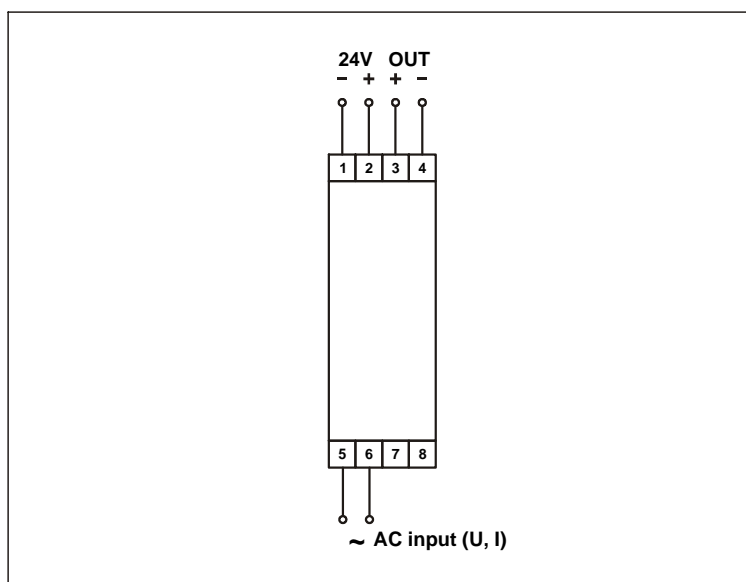 24V OUT
– + + –
1 2 3 4
5 6 7 8
~ AC input (U, I)